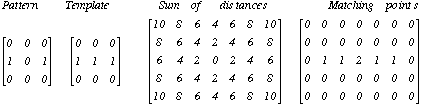 Pattern Template Sum of distances Matching points
10 8 6 4 6 8 10 0 0 0 0 0 0 0
0 0 0 0 0 0 8 6 4 2 4 6 8 0 0 0 0 0 0 0
1 0 1 1 1 1 6 4 2 0 2 4 6 0 1 1 2 1 1 0
0 0 0 0 0 0 8 6 4 2 4 6 8 0 0 0 0 0 0 0
10 8 6 4 6 8 10 0 0 0 0 0 0 0